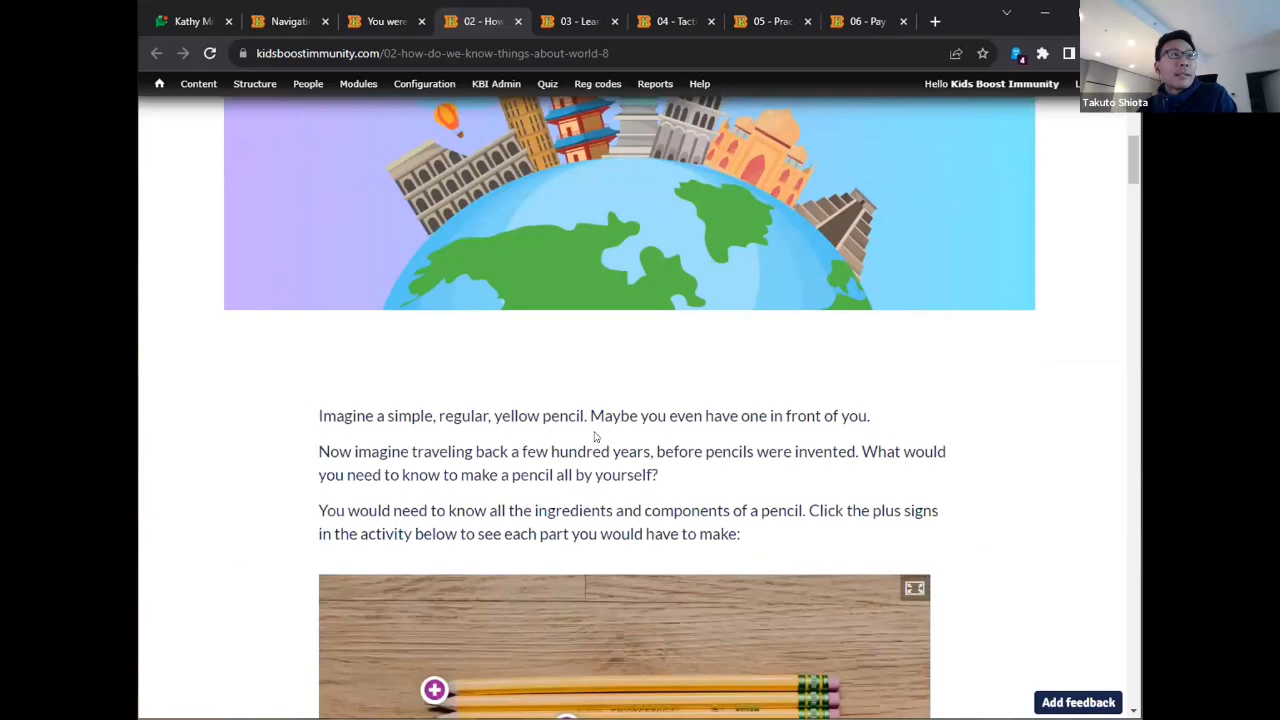 Kathy M
Navigati
You were
02 - How
03 - Lear
04 - Tacti
05 - Prac
06 - Pay
kidsboostimmunity.com/02-how-do-we-know-things-about-world-8
4
Content Structure People Modules Configuration KBI Admin Quiz Reg codes Reports Help Hello Kids Boost Immunity L
Takuto Shiota
Imagine a simple, regular, yellow pencil. Maybe you even have one in front of you.
Now imagine traveling back a few hundred years, before pencils were invented. What would
you need to know to make a pencil all by yourself?
You would need to know all the ingredients and components of a pencil. Click the plus signs
in the activity below to see each part you would have to make:
Add feedback